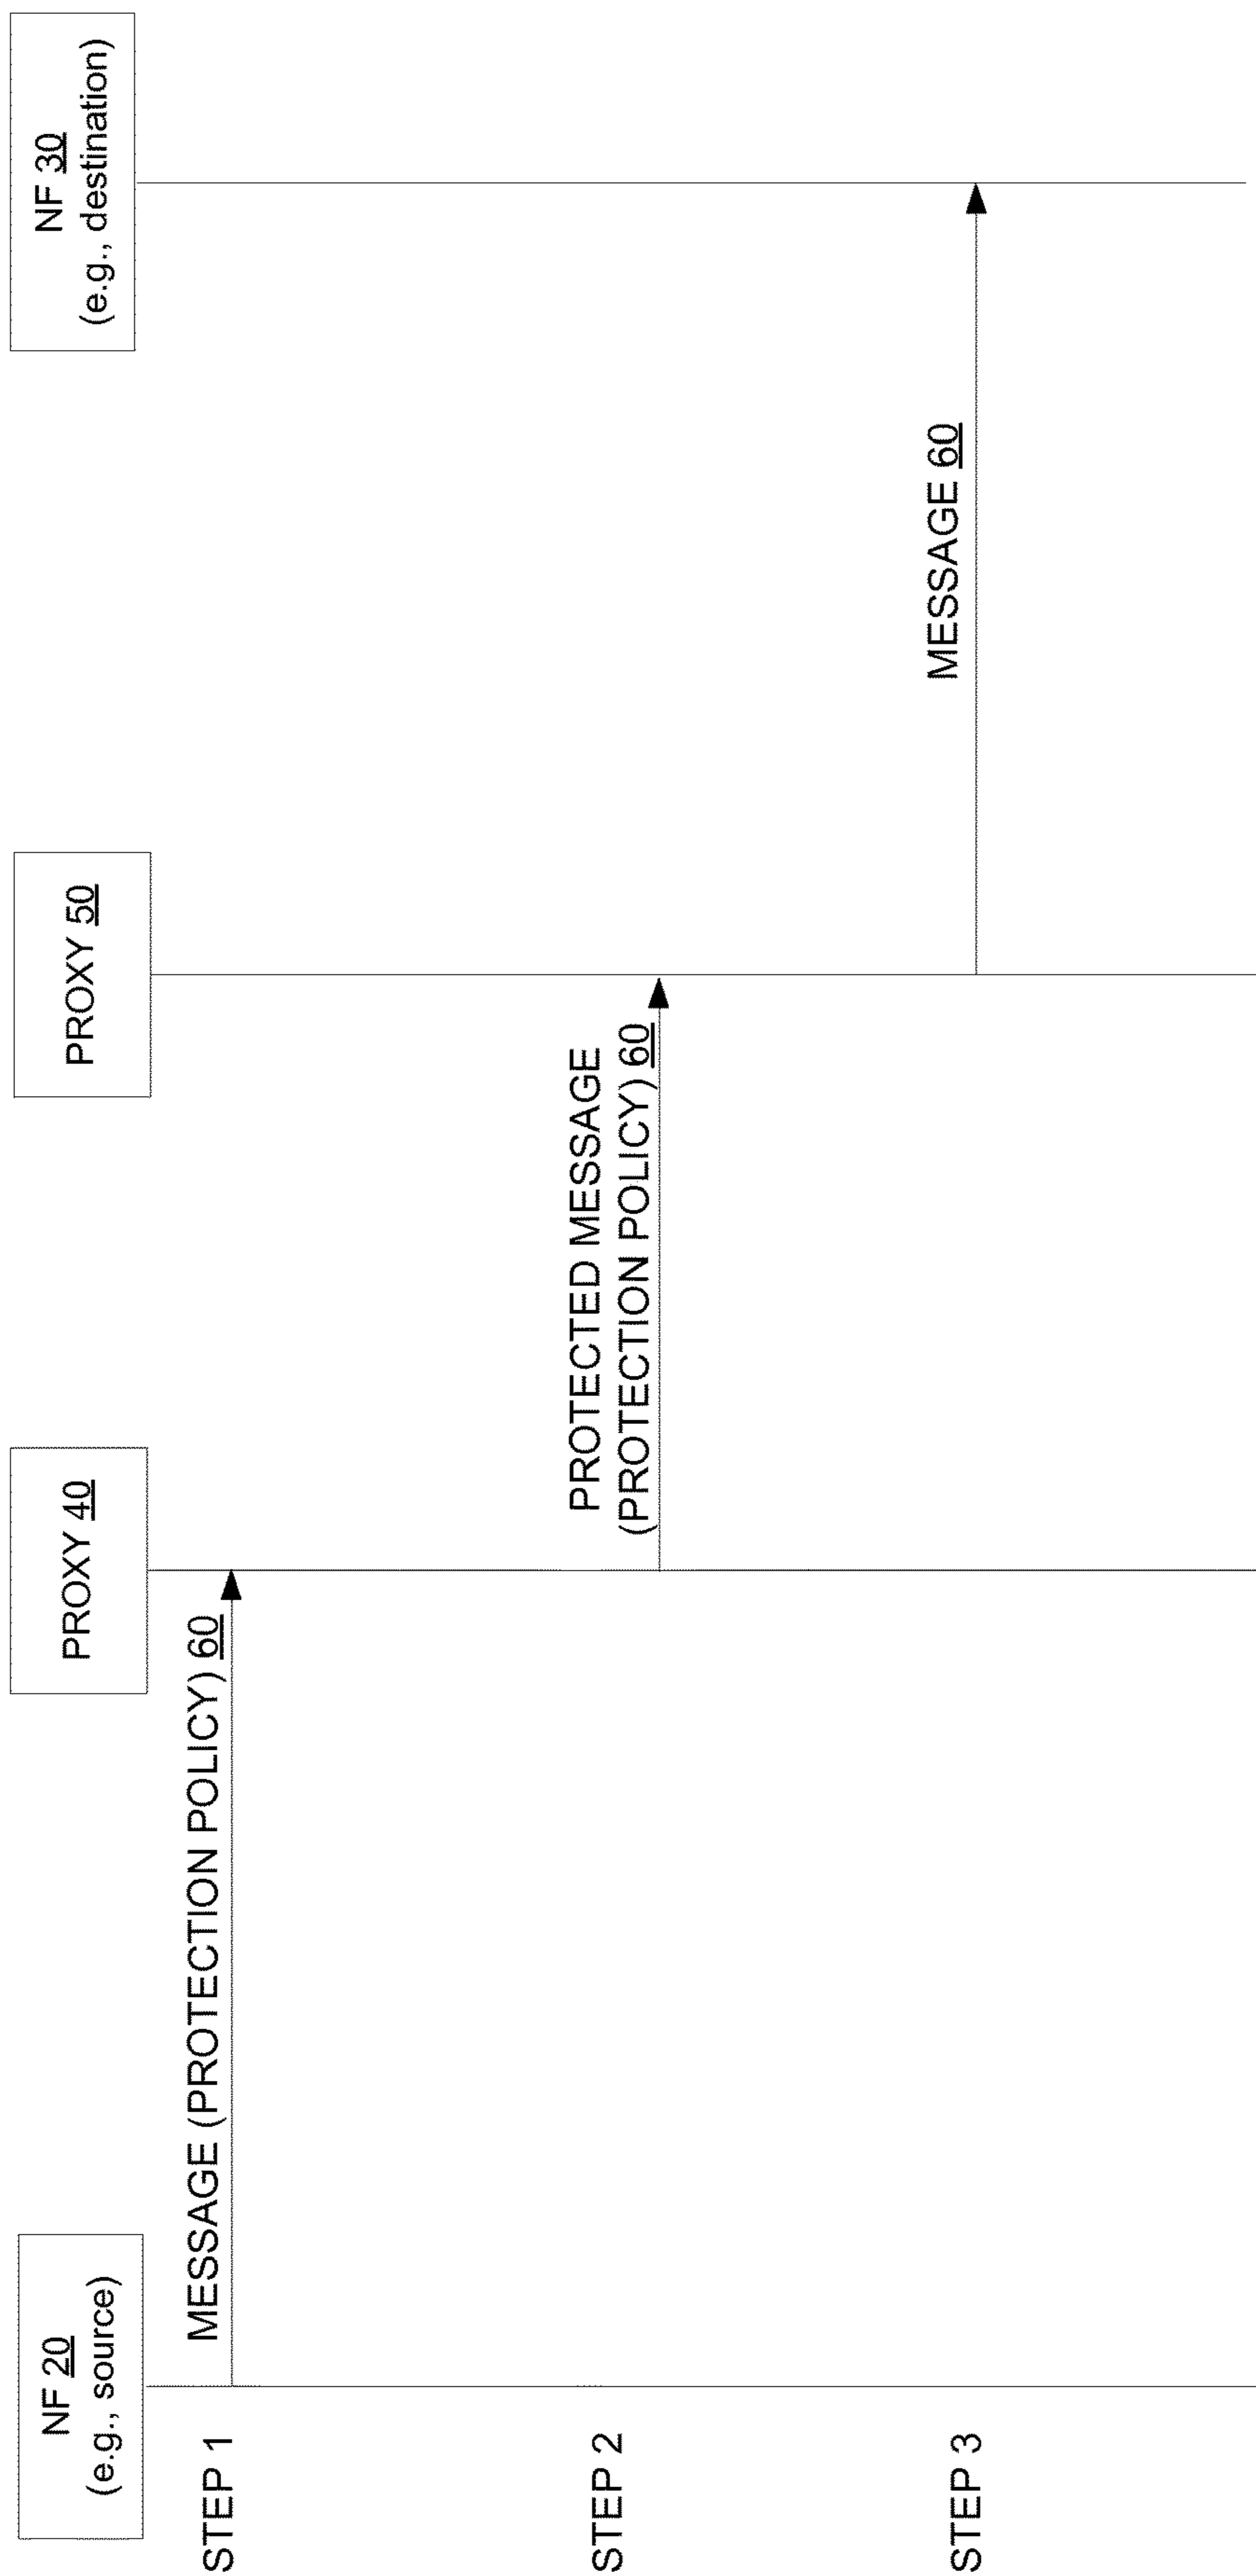 NF 20
(e.g., source)
PROXY 40
PROXY 50
NF 30
(e.g., destination)
STEP 1
MESSAGE (PROTECTION POLICY) 60
STEP 2
PROTECTED MESSAGE
(PROTECTION POLICY) 60
STEP 3
MESSAGE 60